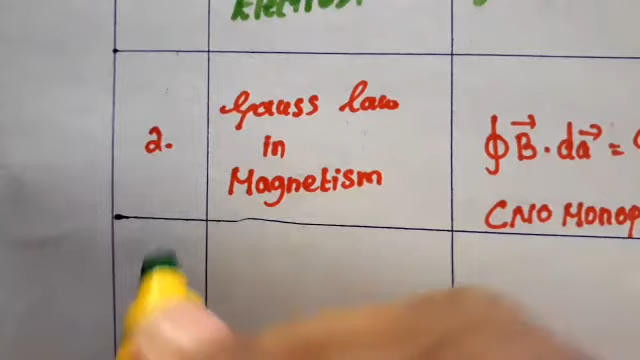 2.
Gauss law
in
Magnetism
∮ B⃗ · da⃗ =
(No Monop